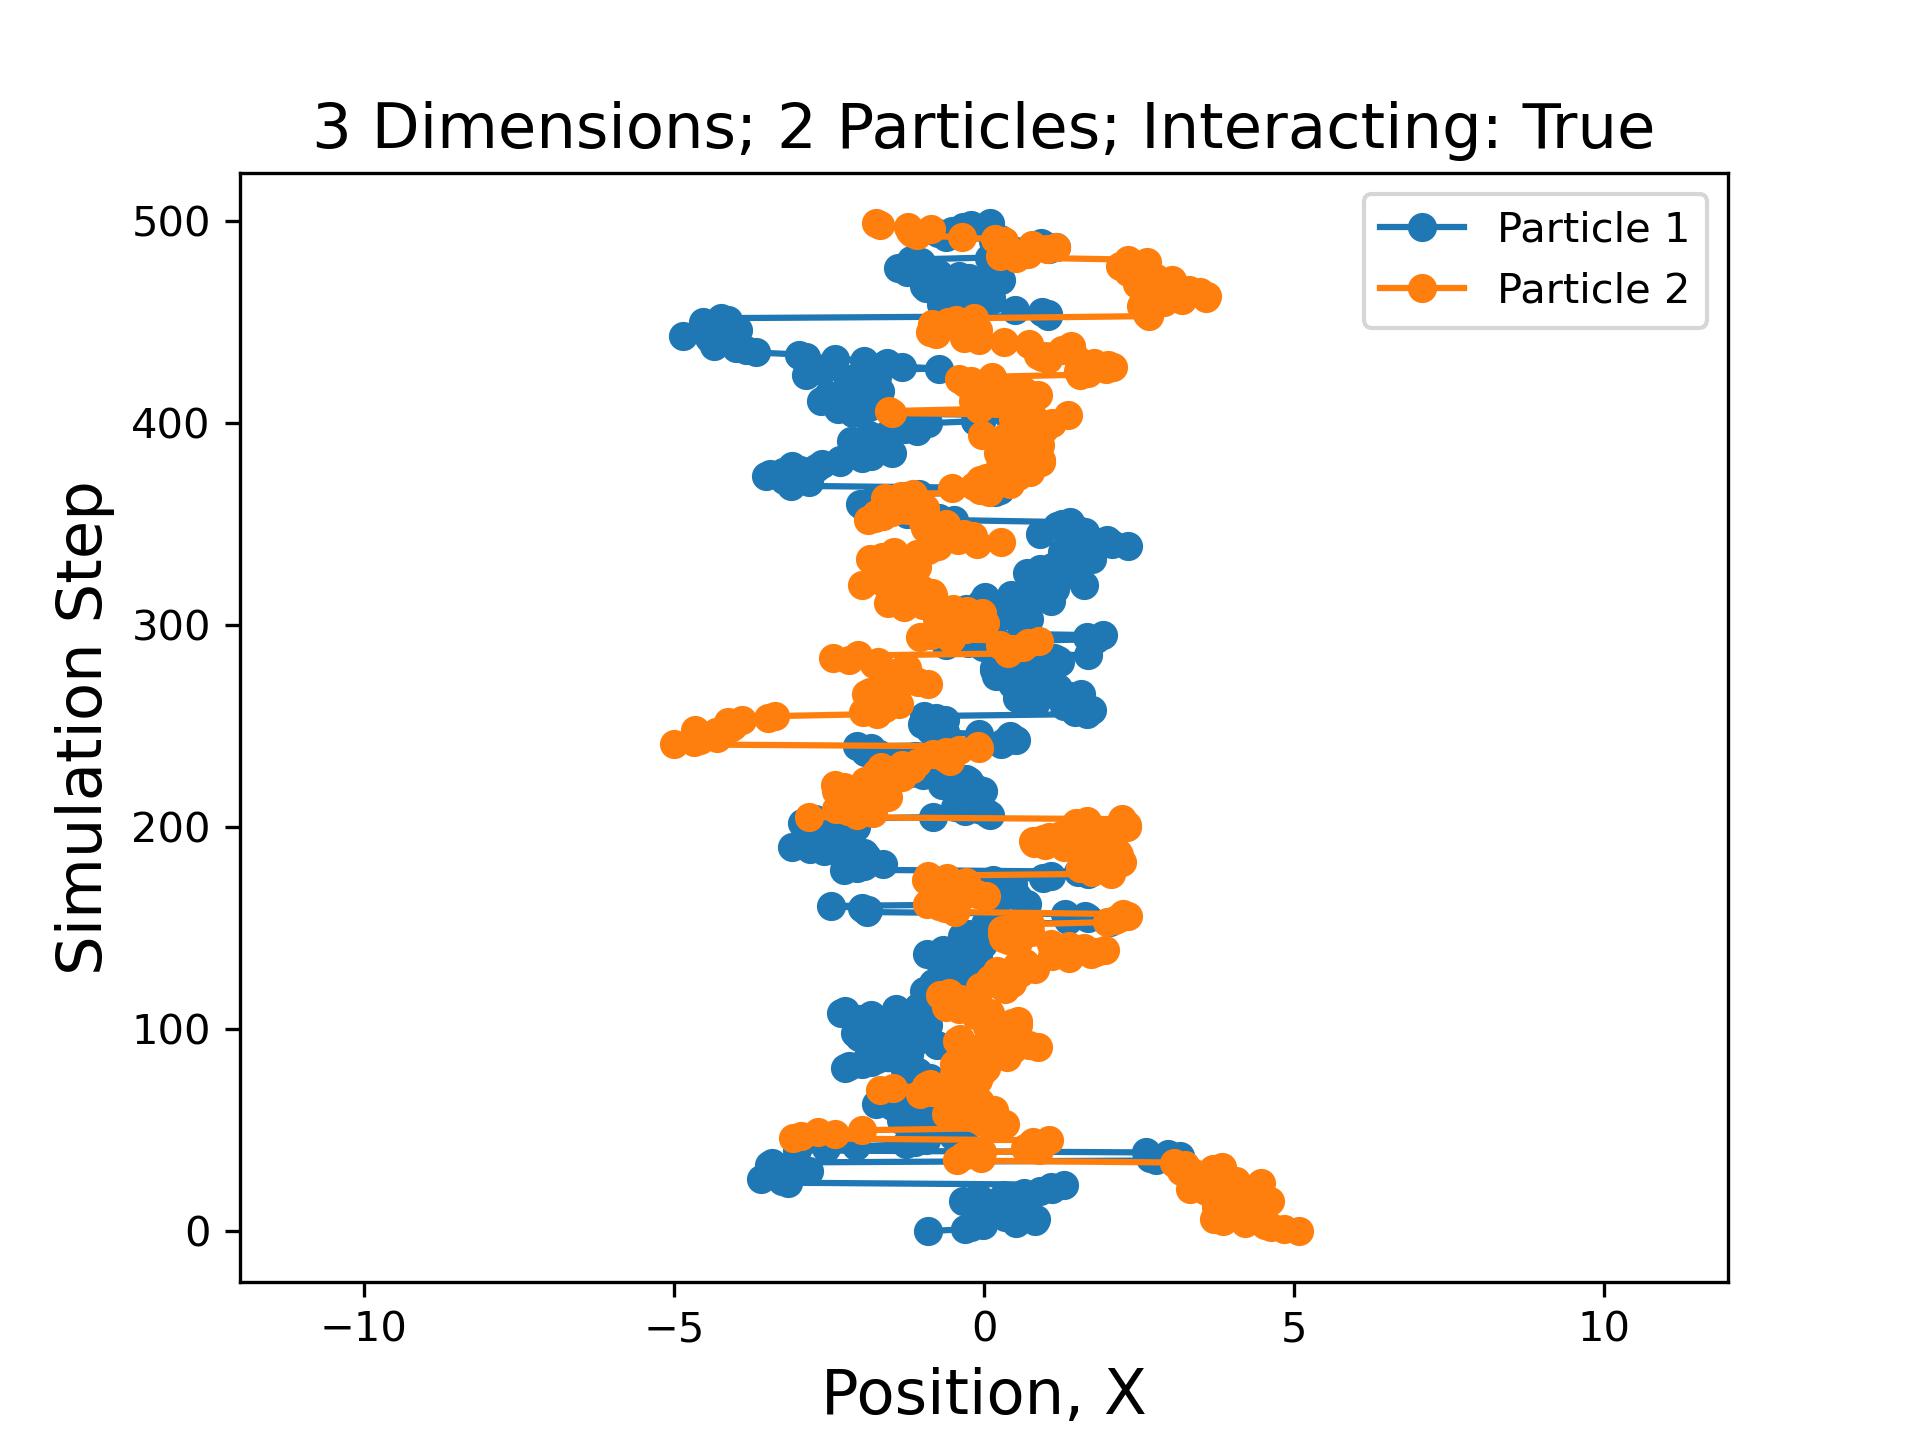 3 Dimensions; 2 Particles; Interacting: True
Particle 1
Particle 2
500
400
300
200
100
0
Simulation Step
−10
−5
0
5
10
Position, X